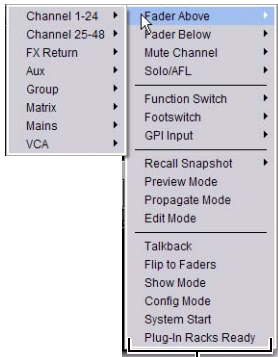 Channel 1-24
Channel 25-48
FX Return
Aux
Group
Matrix
Mains
VCA
Fader Above
Fader Below
Mute Channel
Solo/AFL
Function Switch
Footswitch
GPI Input
Recall Snapshot
Preview Mode
Propagate Mode
Edit Mode
Talkback
Flip to Faders
Show Mode
Config Mode
System Start
Plug-In Racks Ready